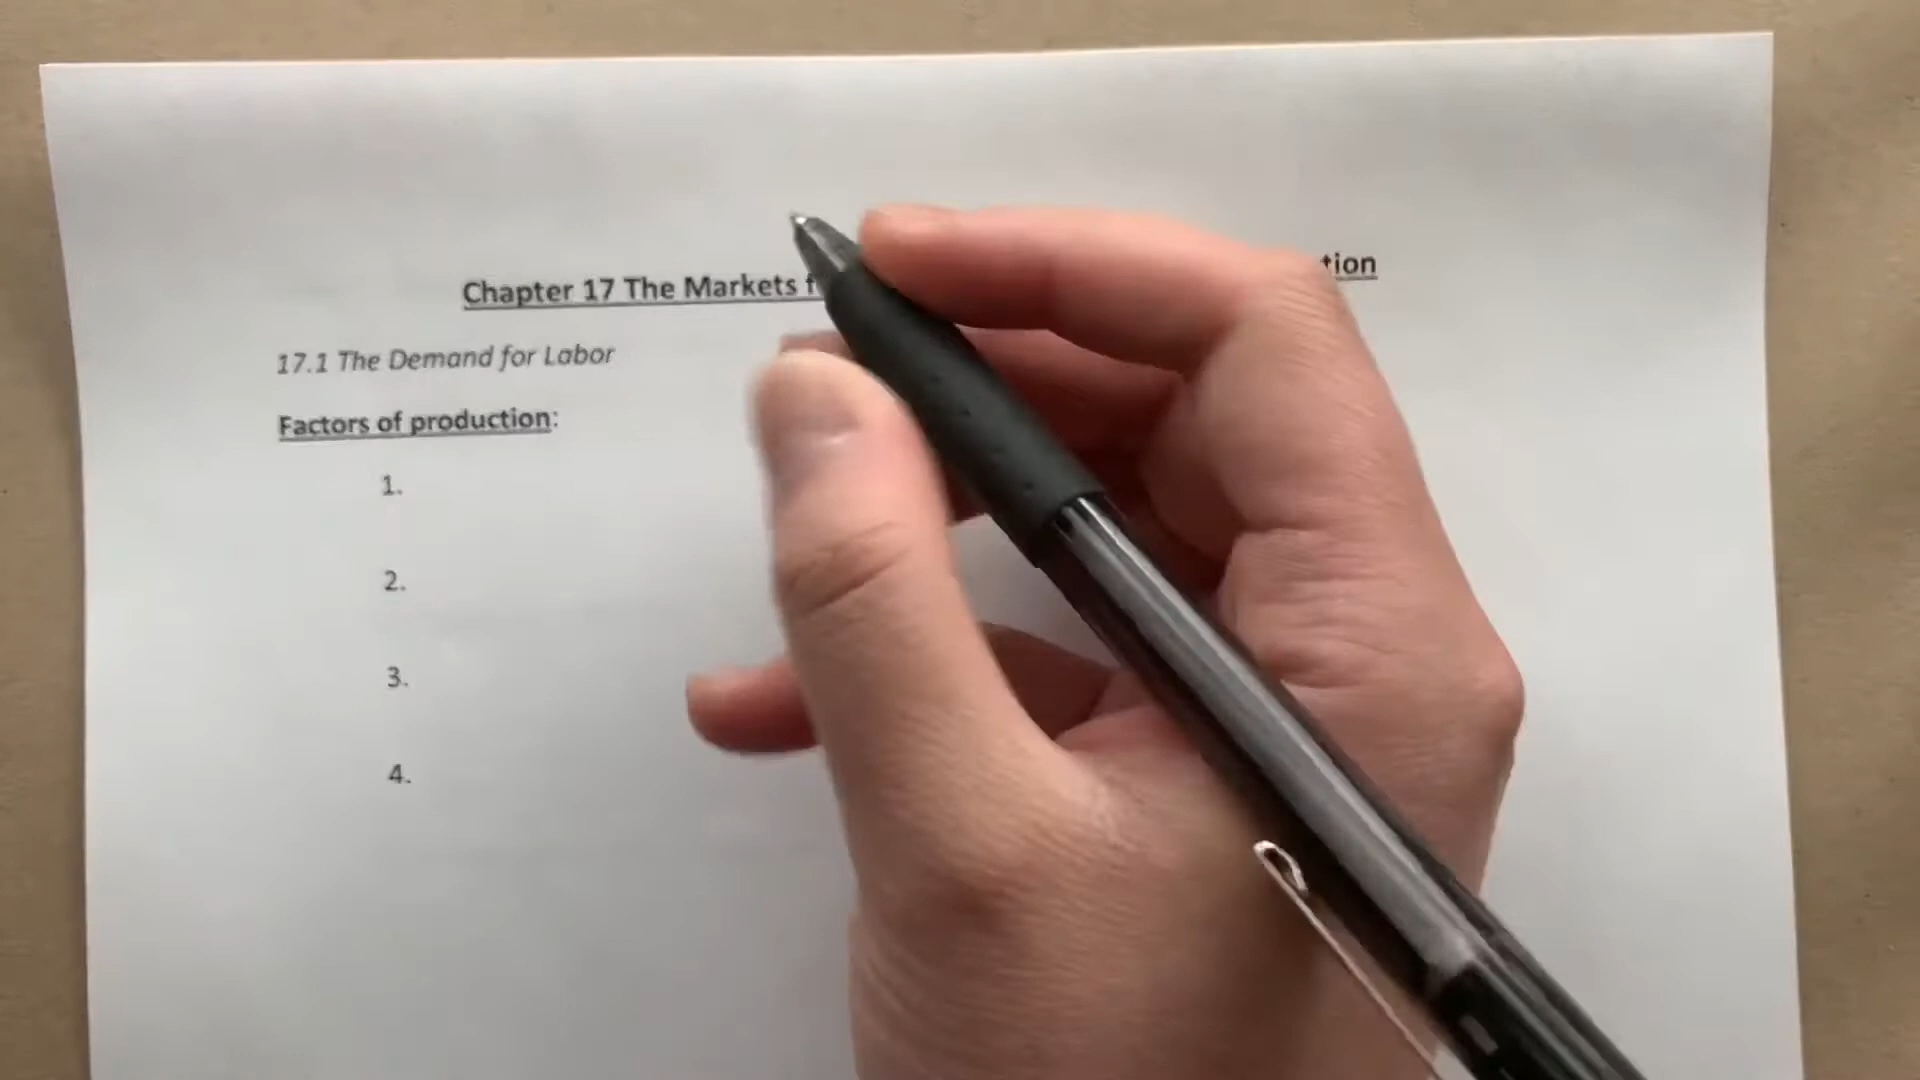 Chapter 17 The Markets f tion
17.1 The Demand for Labor
Factors of production:
1.
2.
3.
4.